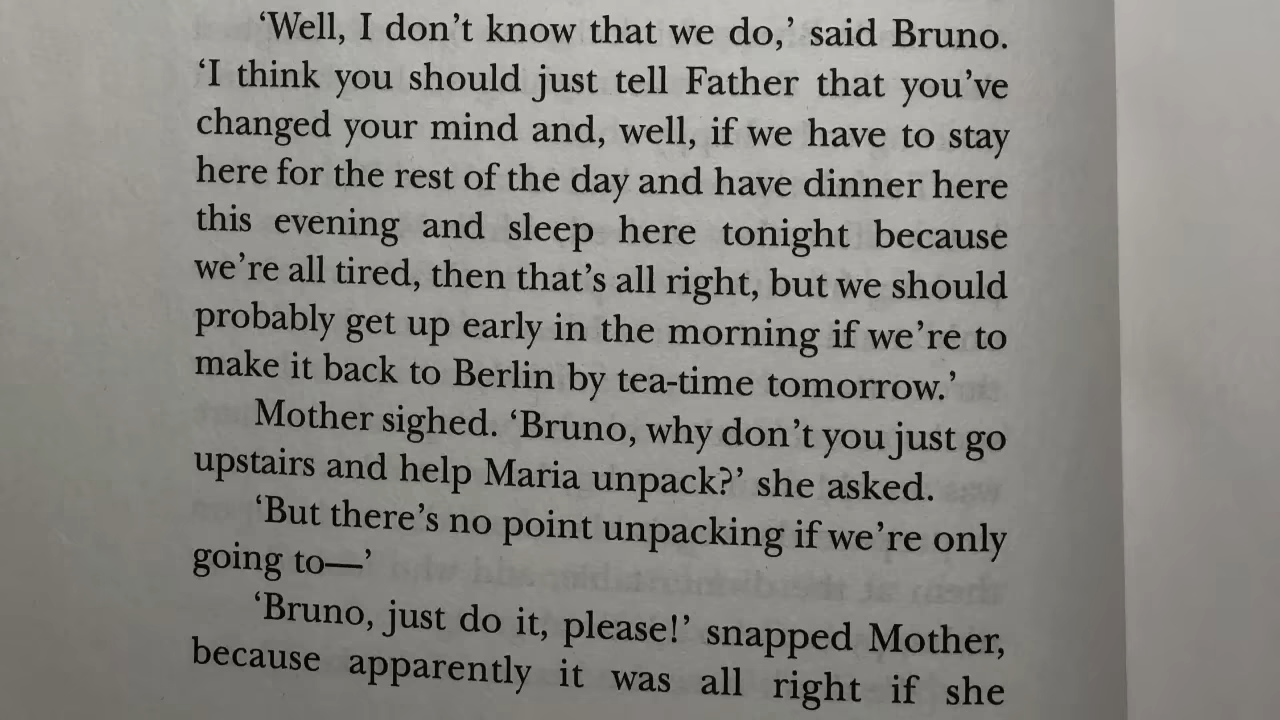 ‘Well, I don’t know that we do,’ said Bruno.
‘I think you should just tell Father that you’ve
changed your mind and, well, if we have to stay
here for the rest of the day and have dinner here
this evening and sleep here tonight because
we’re all tired, then that’s all right, but we should
probably get up early in the morning if we’re to
make it back to Berlin by tea-time tomorrow.’
Mother sighed. ‘Bruno, why don’t you just go
upstairs and help Maria unpack?’ she asked.
‘But there’s no point unpacking if we’re only
going to—’
‘Bruno, just do it, please!’ snapped Mother,
because apparently it was all right if she